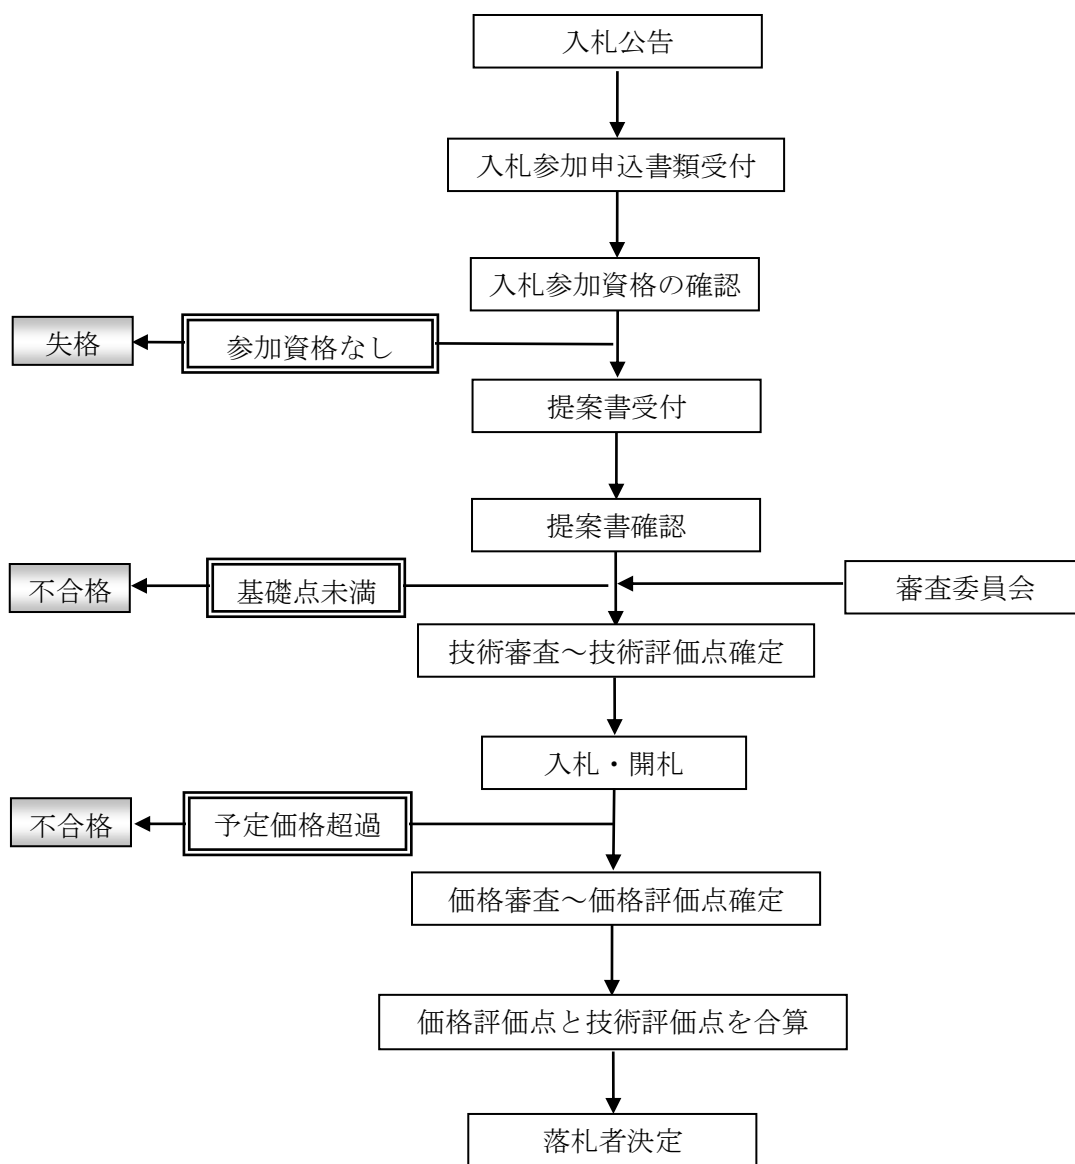 入札公告
入札参加申込書類受付
入札参加資格の確認
失格
参加資格なし
提案書受付
提案書確認
不合格
基礎点未満
審査委員会
技術審査～技術評価点確定
入札・開札
不合格
予定価格超過
価格審査～価格評価点確定
価格評価点と技術評価点を合算
落札者決定